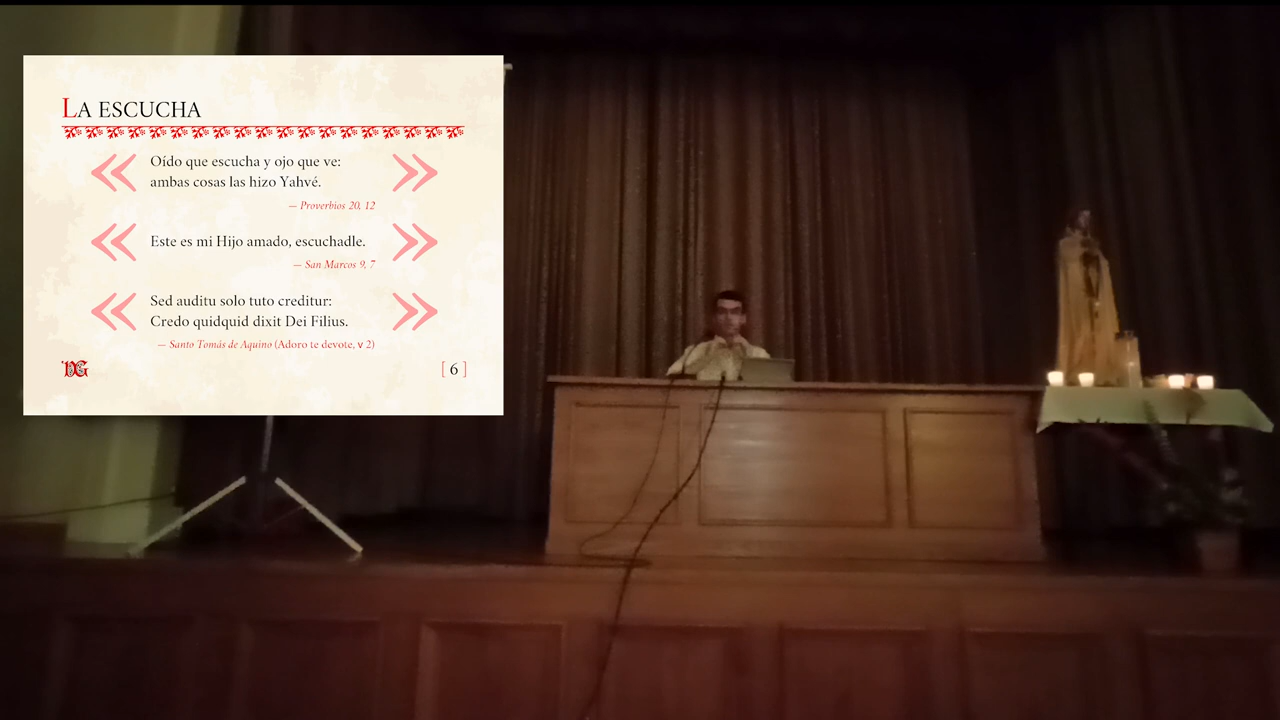 LA ESCUCHA
Oído que escucha y ojo que ve:
ambas cosas las hizo Yahvé.
— Proverbios 20, 12
Este es mi Hijo amado, escuchadle.
— San Marcos 9, 7
Sed auditu solo tuto creditur:
Credo quidquid dixit Dei Filius.
— Santo Tomás de Aquino (Adoro te devote, v 2)
[ 6 ]